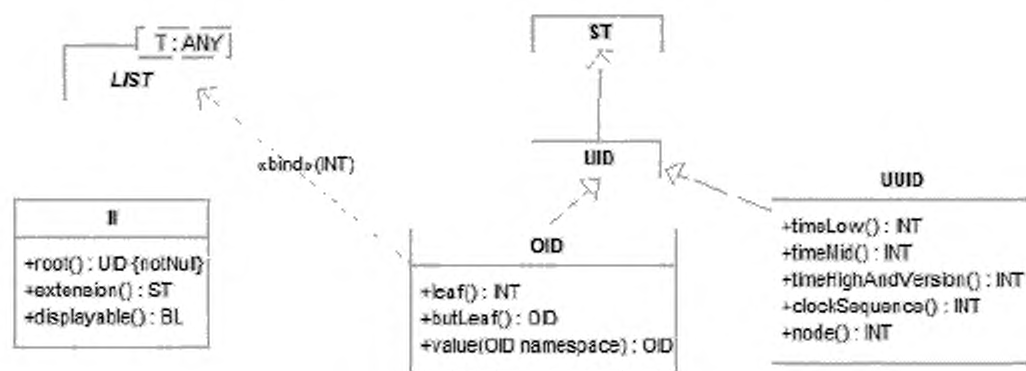 T : ANY
LIST
ST
«bind»(INT)
UID
II
+root() : UID {notNull}
+extension() : ST
+displayable() : BL
OID
+leaf() : INT
+butLeaf() : OID
+value(OID namespace) : OID
UUID
+timeLow() : INT
+timeMid() : INT
+timeHighAndVersion() : INT
+clockSequence() : INT
+node() : INT